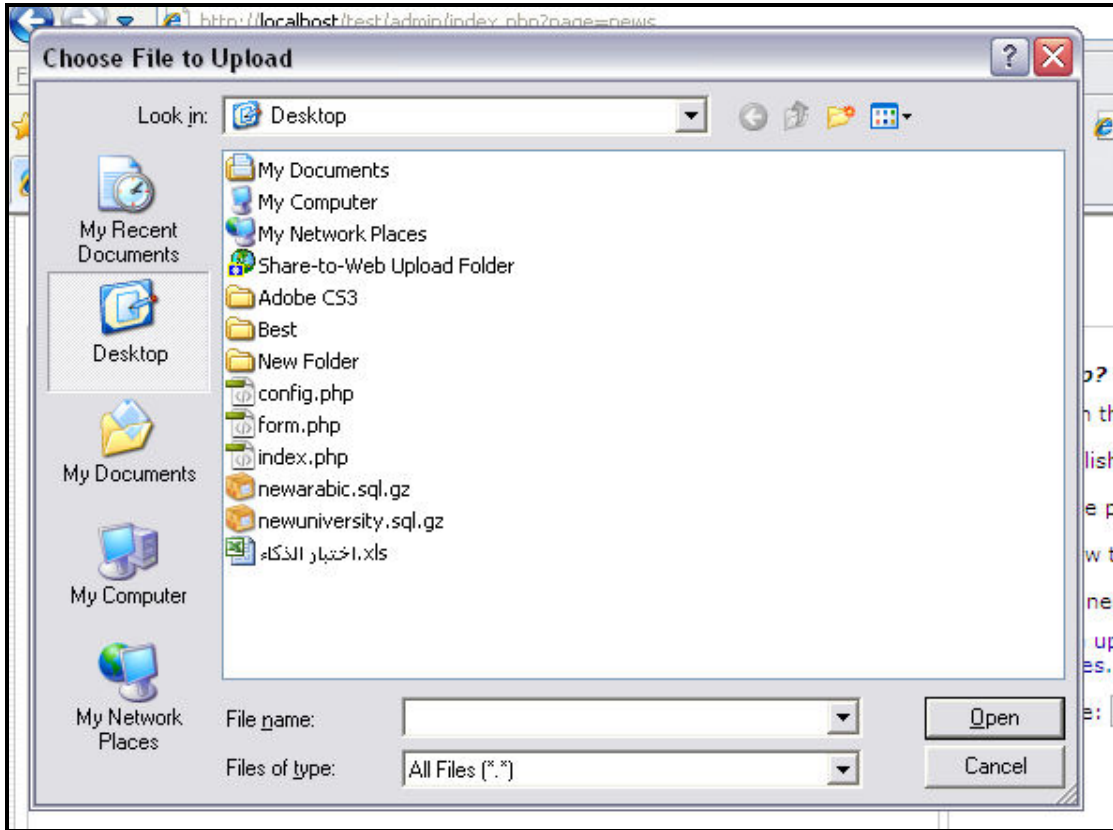 http://localhost/test/admin/index.php?page=news
Choose File to Upload
Look in:
Desktop
My Recent
Documents
Desktop
My Documents
My Computer
My Network
Places
My Documents
My Computer
My Network Places
Share-to-Web Upload Folder
Adobe CS3
Best
New Folder
config.php
form.php
index.php
newarabic.sql.gz
newuniversity.sql.gz
اختبار الذكاء.xls
File name:
Open
Files of type:
All Files (*.*)
Cancel